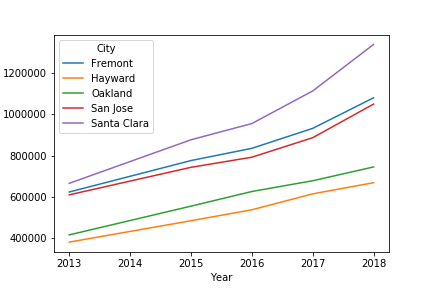 City
Fremont
Hayward
Oakland
San Jose
Santa Clara
1200000
1000000
800000
600000
400000
2013 2014 2015 2016 2017 2018
Year